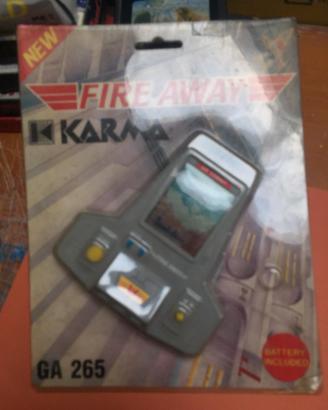 NEW
FIRE AWAY
KARMA
GA 265
BATTERY
INCLUDED